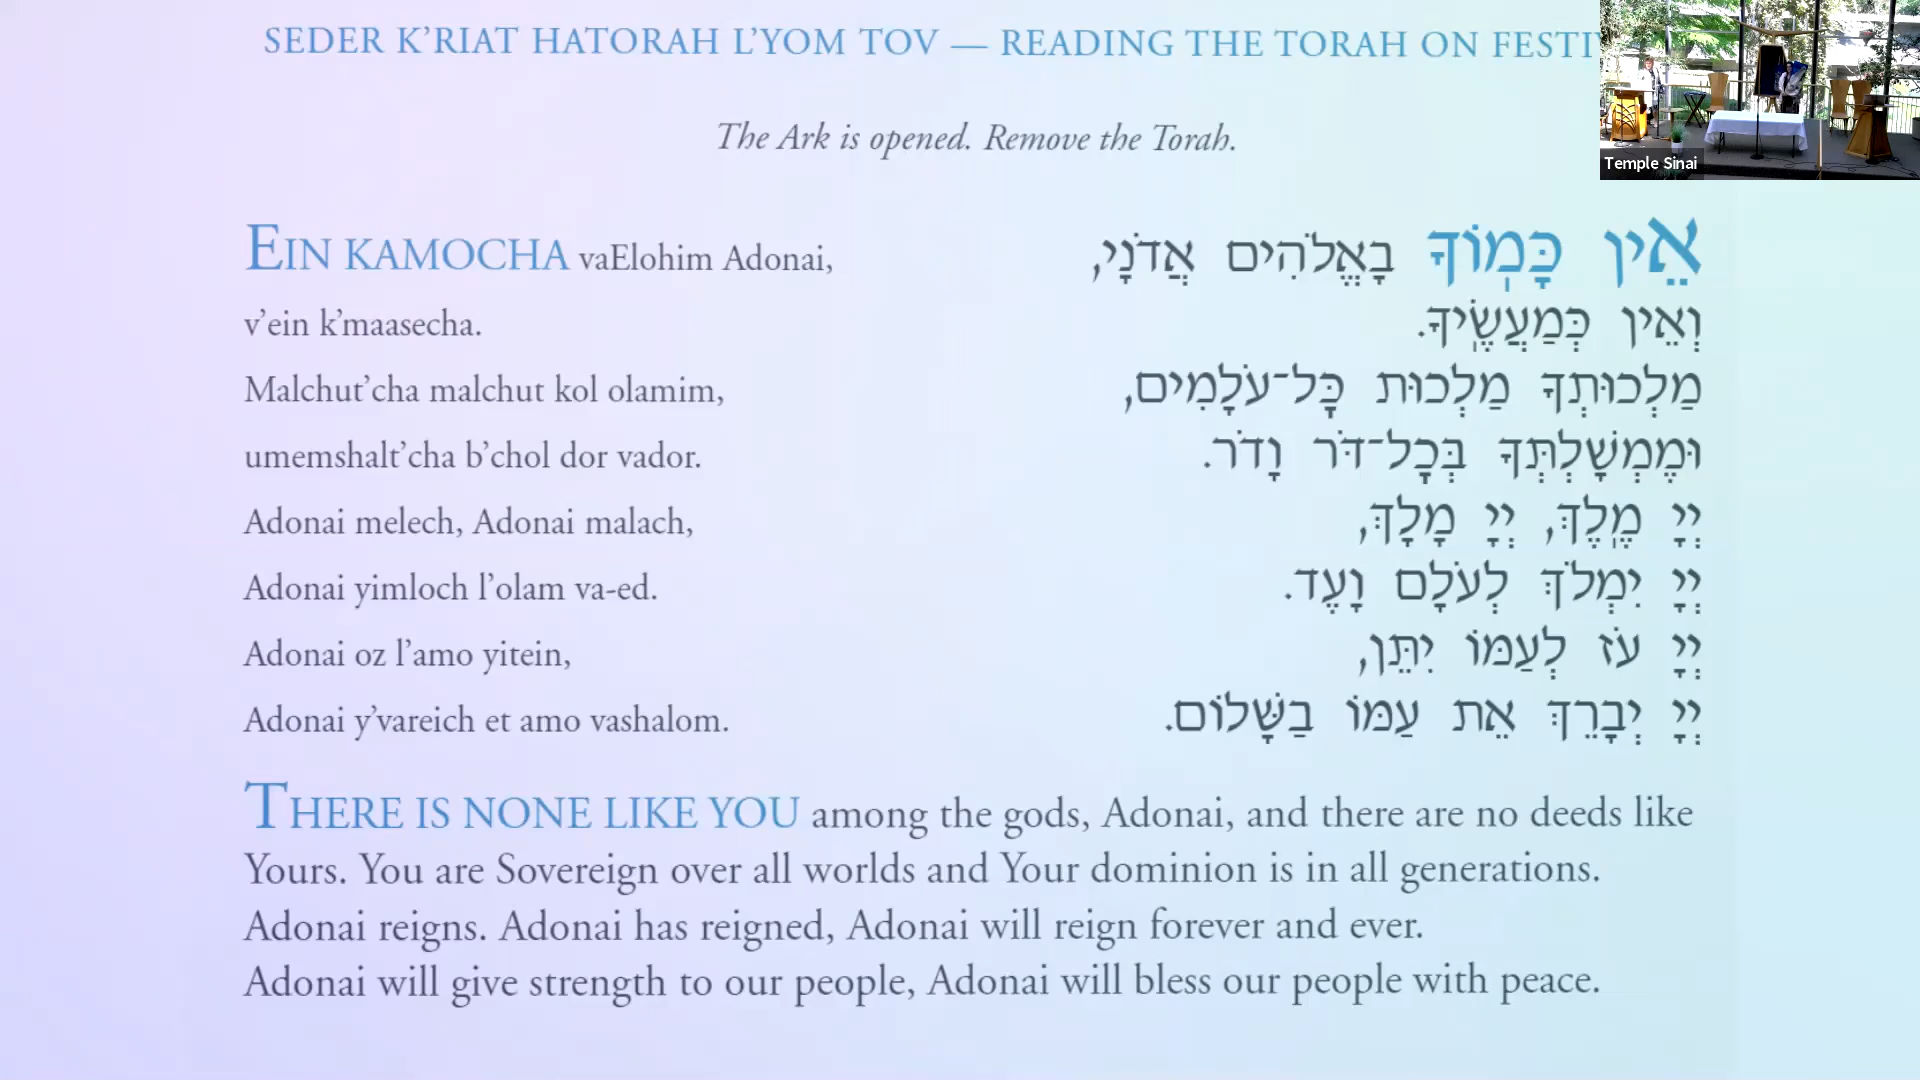 SEDER K’RIAT HATORAH L’YOM TOV — READING THE TORAH ON FESTI
The Ark is opened. Remove the Torah.
Temple Sinai
EIN KAMOCHA vaElohim Adonai,
v’ein k’maasecha.
Malchut’cha malchut kol olamim,
umemshalt’cha b’chol dor vador.
Adonai melech, Adonai malach,
Adonai yimloch l’olam va-ed.
Adonai oz l’amo yitein,
Adonai y’vareich et amo vashalom.
אֵין כָּמֽוֹךָ בָאֱלֹהִים אֲדֹנָי,
וְאֵין כְּמַעֲשֶֽׂיךָ.
מַלְכוּתְךָ מַלְכוּת כׇּל־עֹלָמִים,
וּמֶמְשַׁלְתְּךָ בְּכׇל־דֹּר וָדֹר.
יְיָ מֶֽלֶךְ, יְיָ מָלָךְ,
יְיָ יִמְלֹךְ לְעֹלָם וָעֶד.
יְיָ עֹז לְעַמּוֹ יִתֵּן,
יְיָ יְבָרֵךְ אֶת עַמּוֹ בַשָּׁלוֹם.
THERE IS NONE LIKE YOU among the gods, Adonai, and there are no deeds like
Yours. You are Sovereign over all worlds and Your dominion is in all generations.
Adonai reigns. Adonai has reigned, Adonai will reign forever and ever.
Adonai will give strength to our people, Adonai will bless our people with peace.